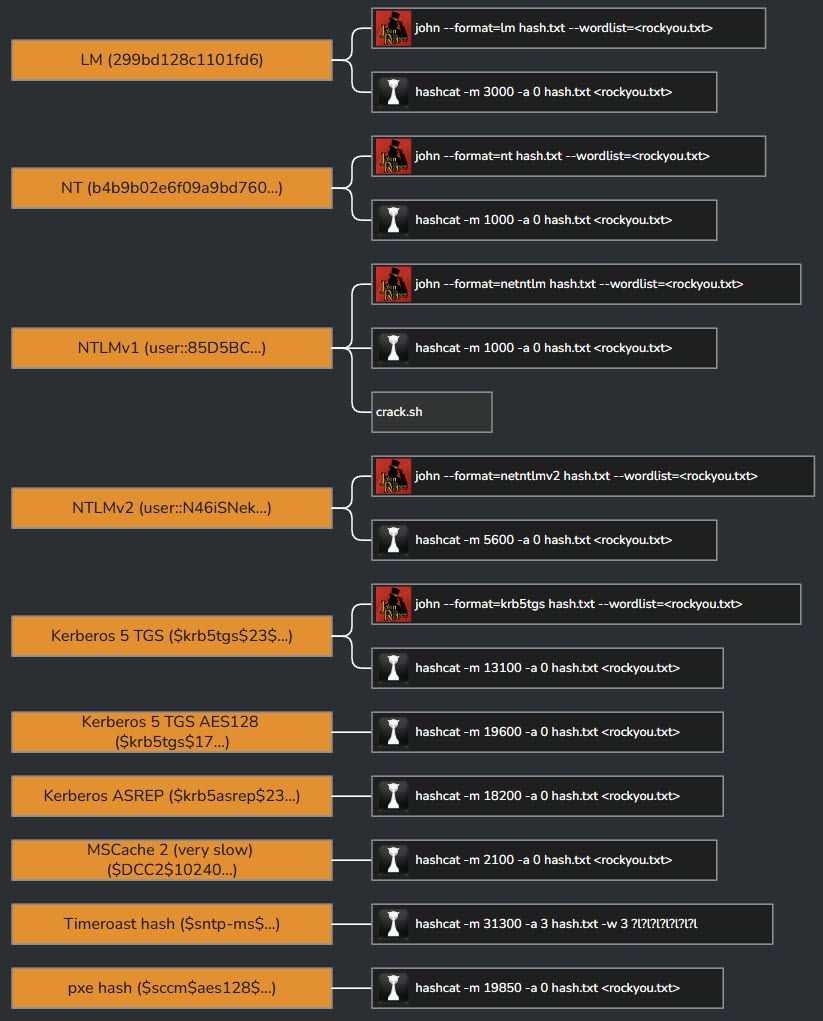 LM (299bd128c1101fd6)
john --format=lm hash.txt --wordlist=<rockyou.txt>
hashcat -m 3000 -a 0 hash.txt <rockyou.txt>
NT (b4b9b02e6f09a9bd760...)
john --format=nt hash.txt --wordlist=<rockyou.txt>
hashcat -m 1000 -a 0 hash.txt <rockyou.txt>
NTLMv1 (user::85D5BC...)
john --format=netntlm hash.txt --wordlist=<rockyou.txt>
hashcat -m 1000 -a 0 hash.txt <rockyou.txt>
crack.sh
NTLMv2 (user::N46iSNek...)
john --format=netntlmv2 hash.txt --wordlist=<rockyou.txt>
hashcat -m 5600 -a 0 hash.txt <rockyou.txt>
Kerberos 5 TGS ($krb5tgs$23$...)
john --format=krb5tgs hash.txt --wordlist=<rockyou.txt>
hashcat -m 13100 -a 0 hash.txt <rockyou.txt>
Kerberos 5 TGS AES128
($krb5tgs$17...)
hashcat -m 19600 -a 0 hash.txt <rockyou.txt>
Kerberos ASREP ($krb5asrep$23...)
hashcat -m 18200 -a 0 hash.txt <rockyou.txt>
MSCache 2 (very slow)
($DCC2$10240...)
hashcat -m 2100 -a 0 hash.txt <rockyou.txt>
Timeroast hash ($sntp-ms$...)
hashcat -m 31300 -a 3 hash.txt -w 3 ?l?l?l?l?l?l?l
pxe hash ($sccm$aes128$...)
hashcat -m 19850 -a 0 hash.txt <rockyou.txt>